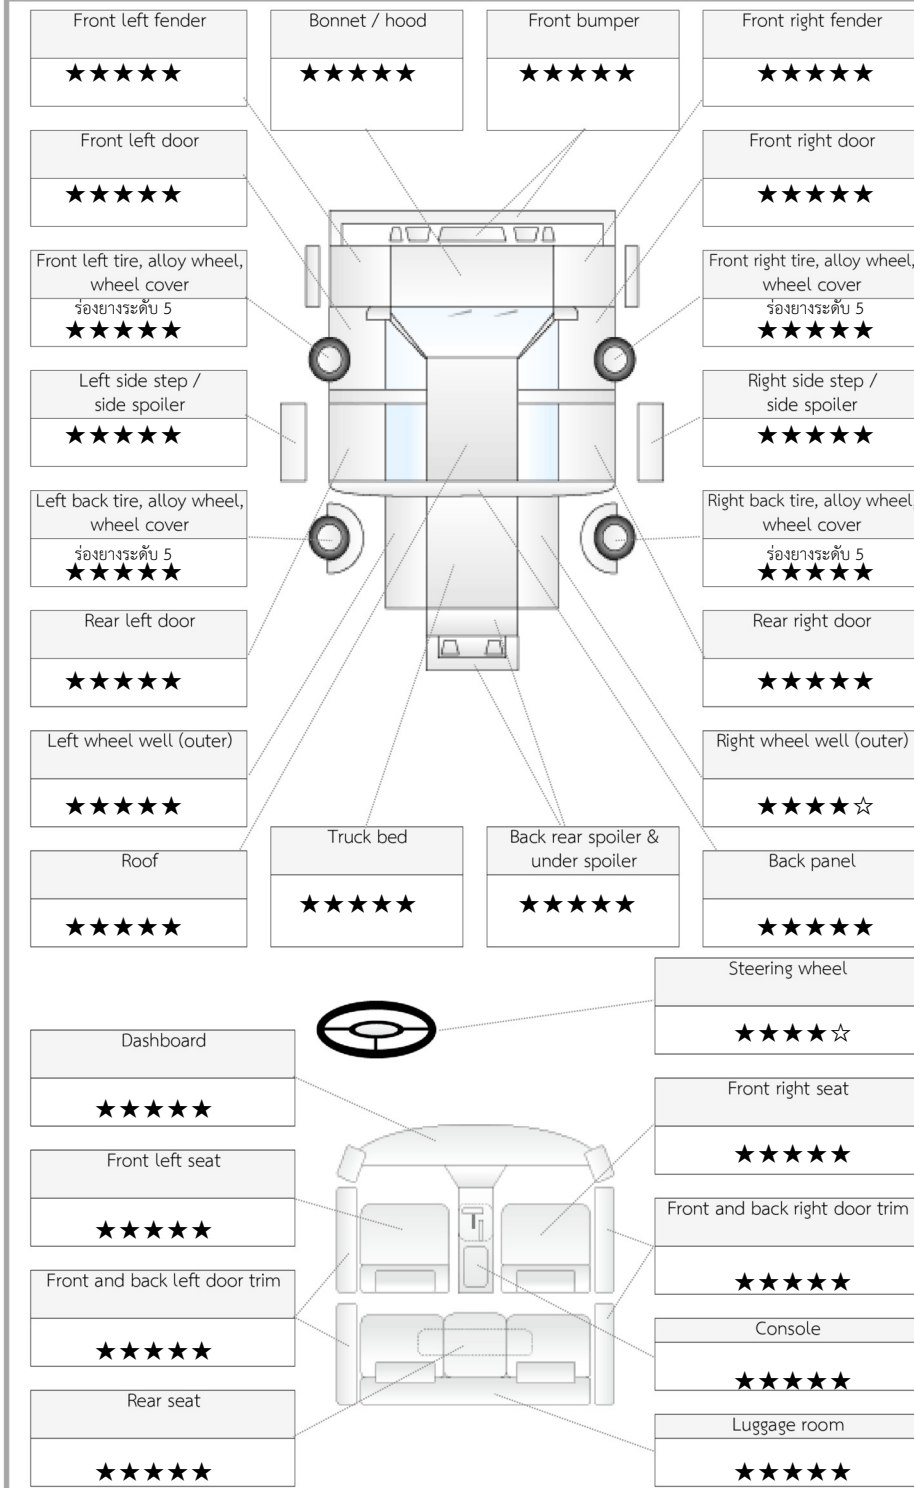 Front left fender
★★★★★
Bonnet / hood
★★★★★
Front bumper
★★★★★
Front right fender
★★★★★
Front left door
★★★★★
Front right door
★★★★★
Front left tire, alloy wheel,
wheel cover
ร่องยางระดับ 5
★★★★★
Front right tire, alloy wheel,
wheel cover
ร่องยางระดับ 5
★★★★★
Left side step /
side spoiler
★★★★★
Right side step /
side spoiler
★★★★★
Left back tire, alloy wheel,
wheel cover
ร่องยางระดับ 5
★★★★★
Right back tire, alloy wheel
wheel cover
ร่องยางระดับ 5
★★★★★
Rear left door
★★★★★
Rear right door
★★★★★
Left wheel well (outer)
★★★★★
Right wheel well (outer)
★★★★☆
Roof
★★★★★
Truck bed
★★★★★
Back rear spoiler &
under spoiler
★★★★★
Back panel
★★★★★
Steering wheel
★★★★☆
Dashboard
★★★★★
Front right seat
★★★★★
Front left seat
★★★★★
Front and back right door trim
★★★★★
Front and back left door trim
★★★★★
Console
★★★★★
Rear seat
★★★★★
Luggage room
★★★★★